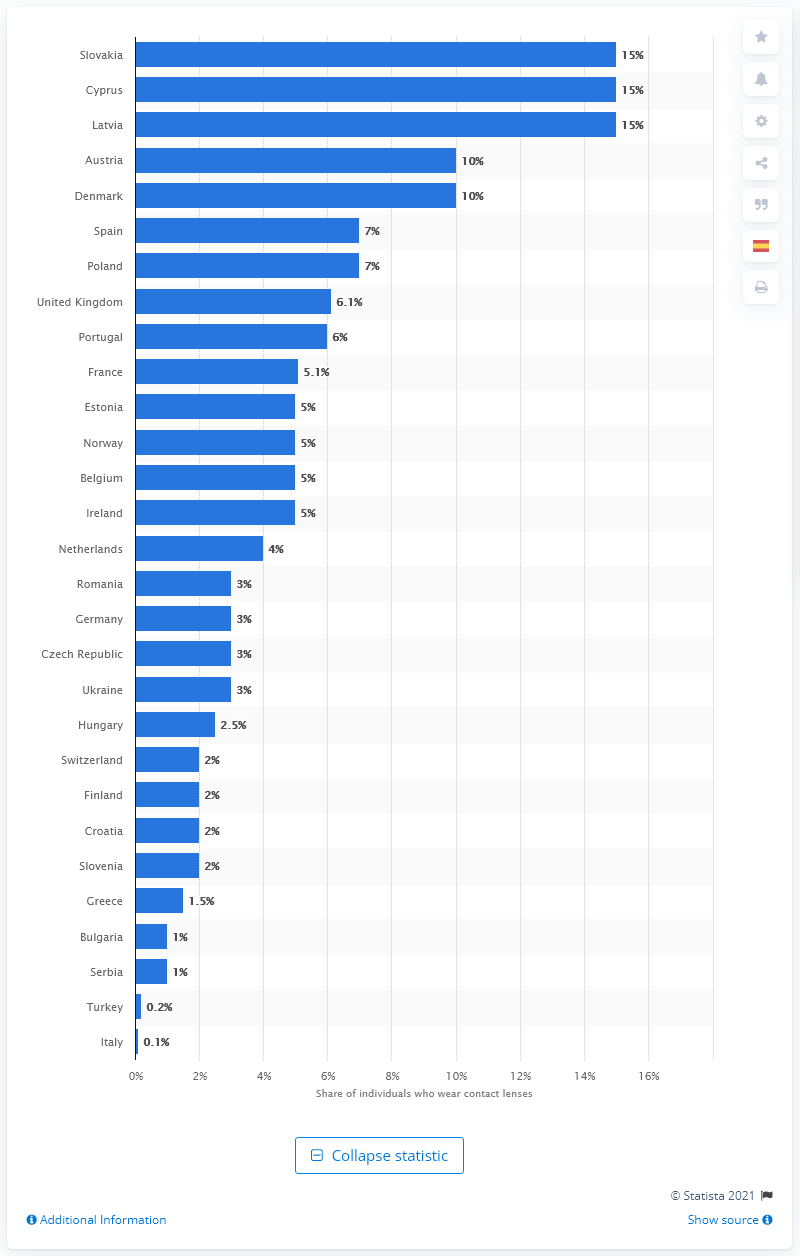 Slovakia 15%
Cyprus 15%
Latvia 15%
Austria 10%
Denmark 10%
Spain 7%
Poland 7%
United Kingdom 6.1%
Portugal 6%
France 5.1%
Estonia 5%
Norway 5%
Belgium 5%
Ireland 5%
Netherlands 4%
Romania 3%
Germany 3%
Czech Republic 3%
Ukraine 3%
Hungary 2.5%
Switzerland 2%
Finland 2%
Croatia 2%
Slovenia 2%
Greece 1.5%
Bulgaria 1%
Serbia 1%
Turkey 0.2%
Italy 0.1%
0% 2% 4% 6% 8% 10% 12% 14% 16%
Share of individuals who wear contact lenses
Collapse statistic
© Statista 2021
Additional Information Show source